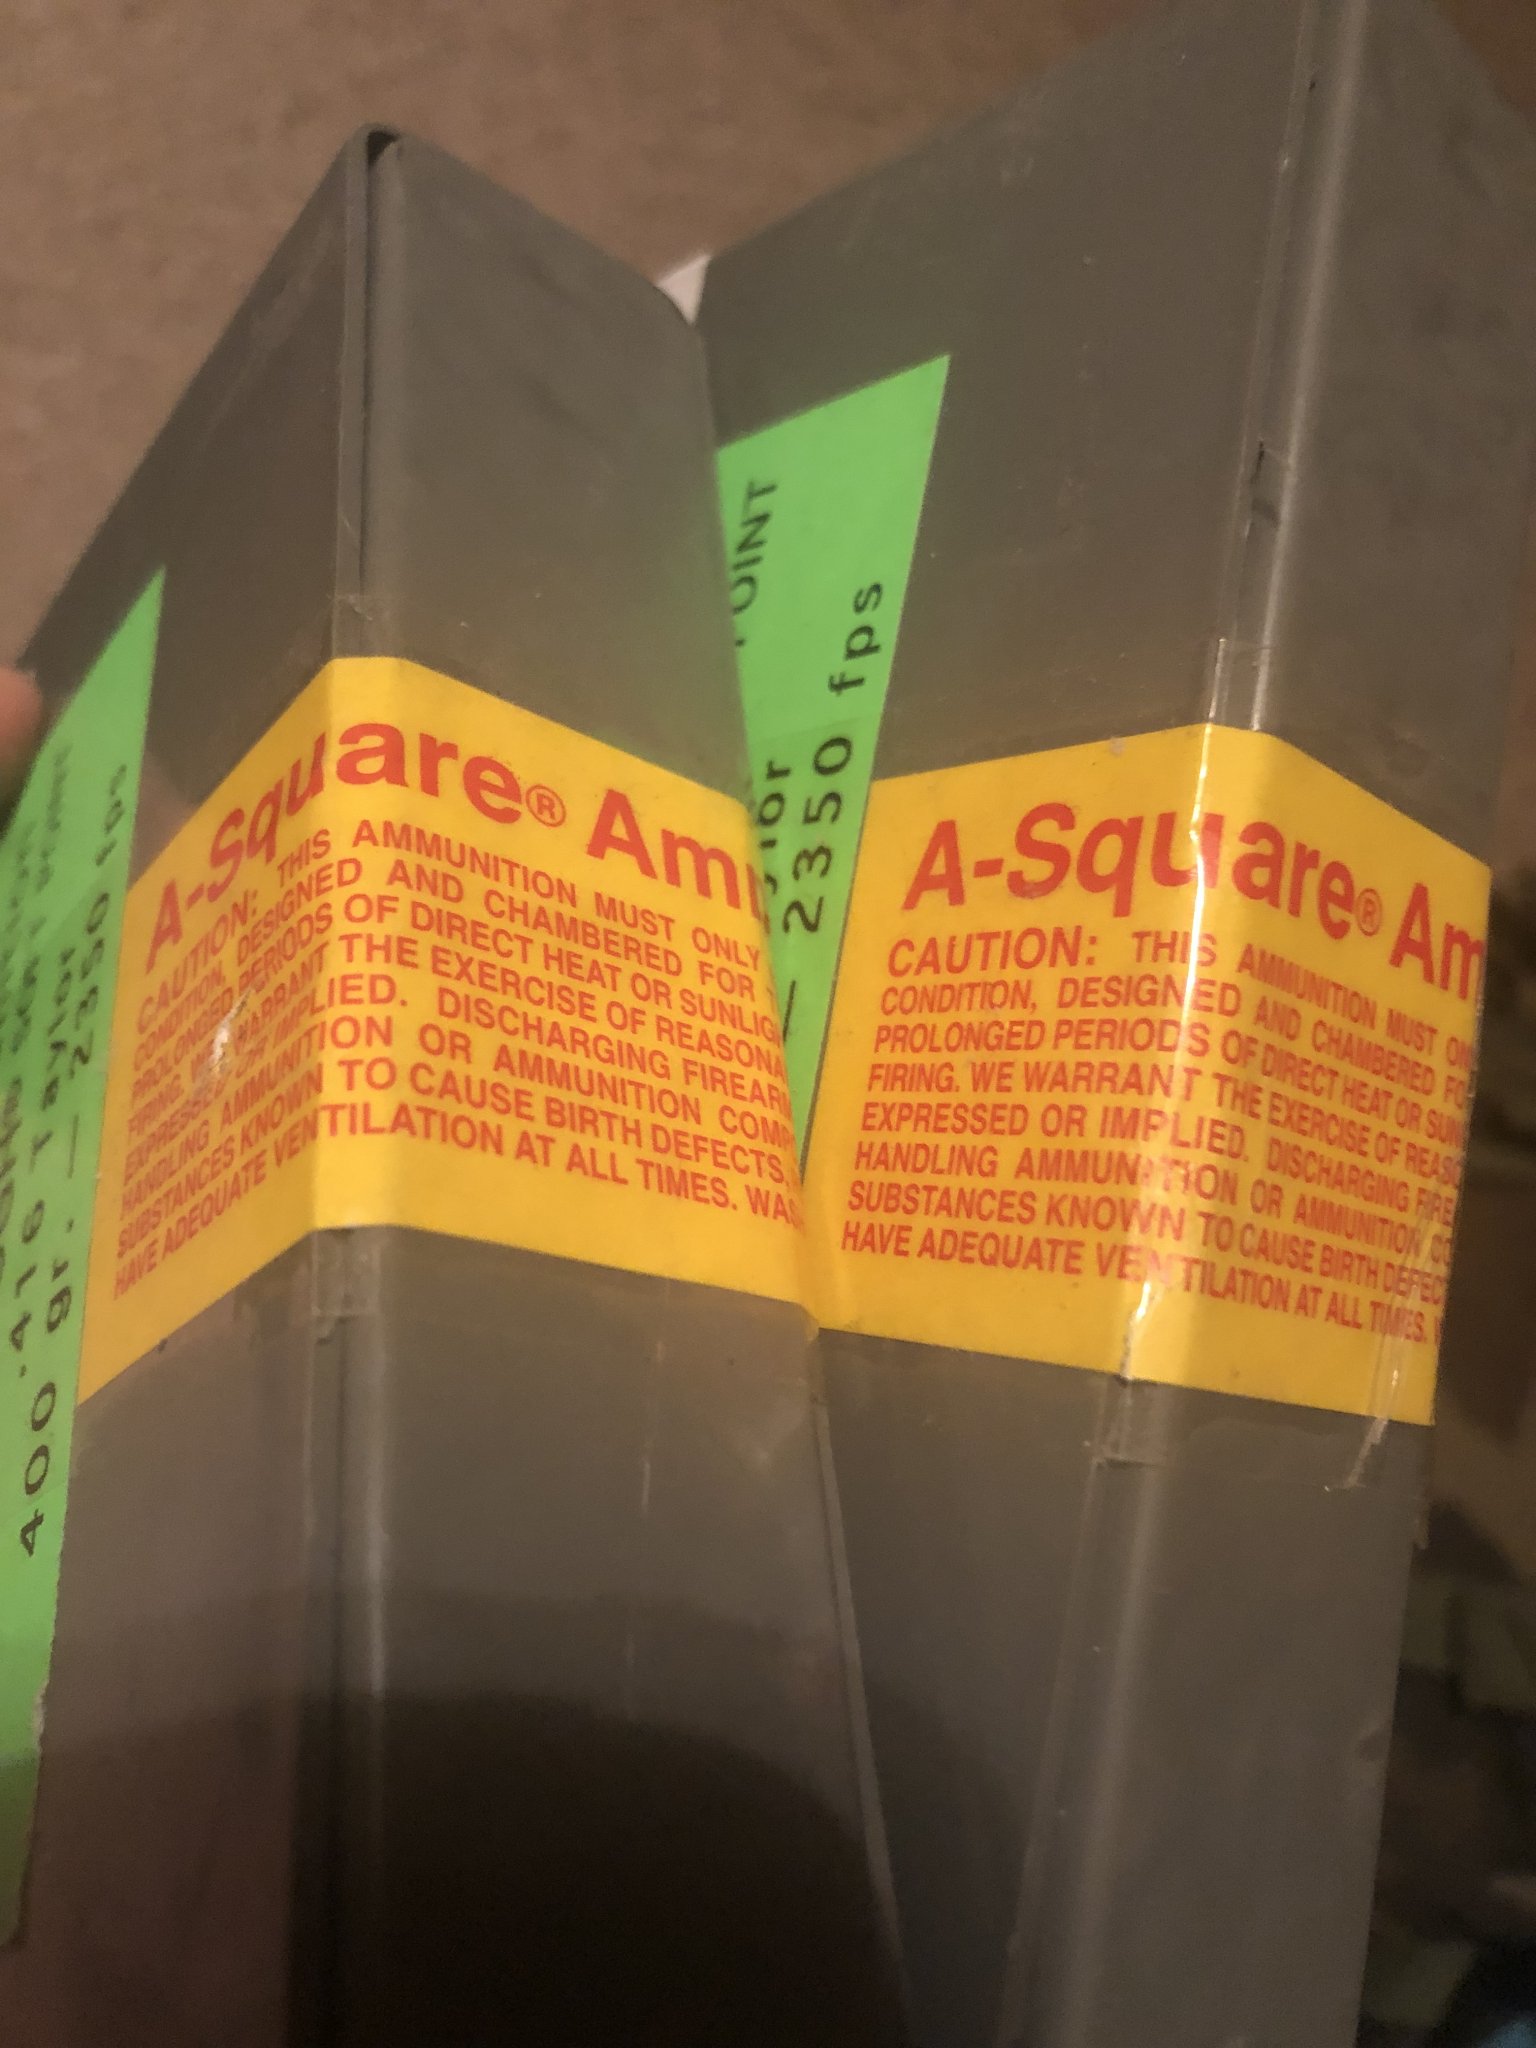 A-Square® Am
CAUTION: THIS AMMUNITION MUST ONLY
CONDITION, DESIGNED AND CHAMBERED FOR
PROLONGED PERIODS OF DIRECT HEAT OR SUNLIG
FIRING. WE WARRANT THE EXERCISE OF REASONA
EXPRESSED OR IMPLIED. DISCHARGING FIREARM
HANDLING AMMUNITION OR AMMUNITION COMP
SUBSTANCES KNOWN TO CAUSE BIRTH DEFECTS,
HAVE ADEQUATE VENTILATION AT ALL TIMES. WAS
.416 Taylor
400 gr. — 2350 fps
POINT
— 2350 fps
A-Square® Am
CAUTION: THIS AMMUNITION MUST ON
CONDITION, DESIGNED AND CHAMBERED FO
PROLONGED PERIODS OF DIRECT HEAT OR SUN
FIRING. WE WARRANT THE EXERCISE OF REASO
EXPRESSED OR IMPLIED. DISCHARGING FIRE
HANDLING AMMUNITION OR AMMUNITION CO
SUBSTANCES KNOWN TO CAUSE BIRTH DEFEC
HAVE ADEQUATE VENTILATION AT ALL TIMES.